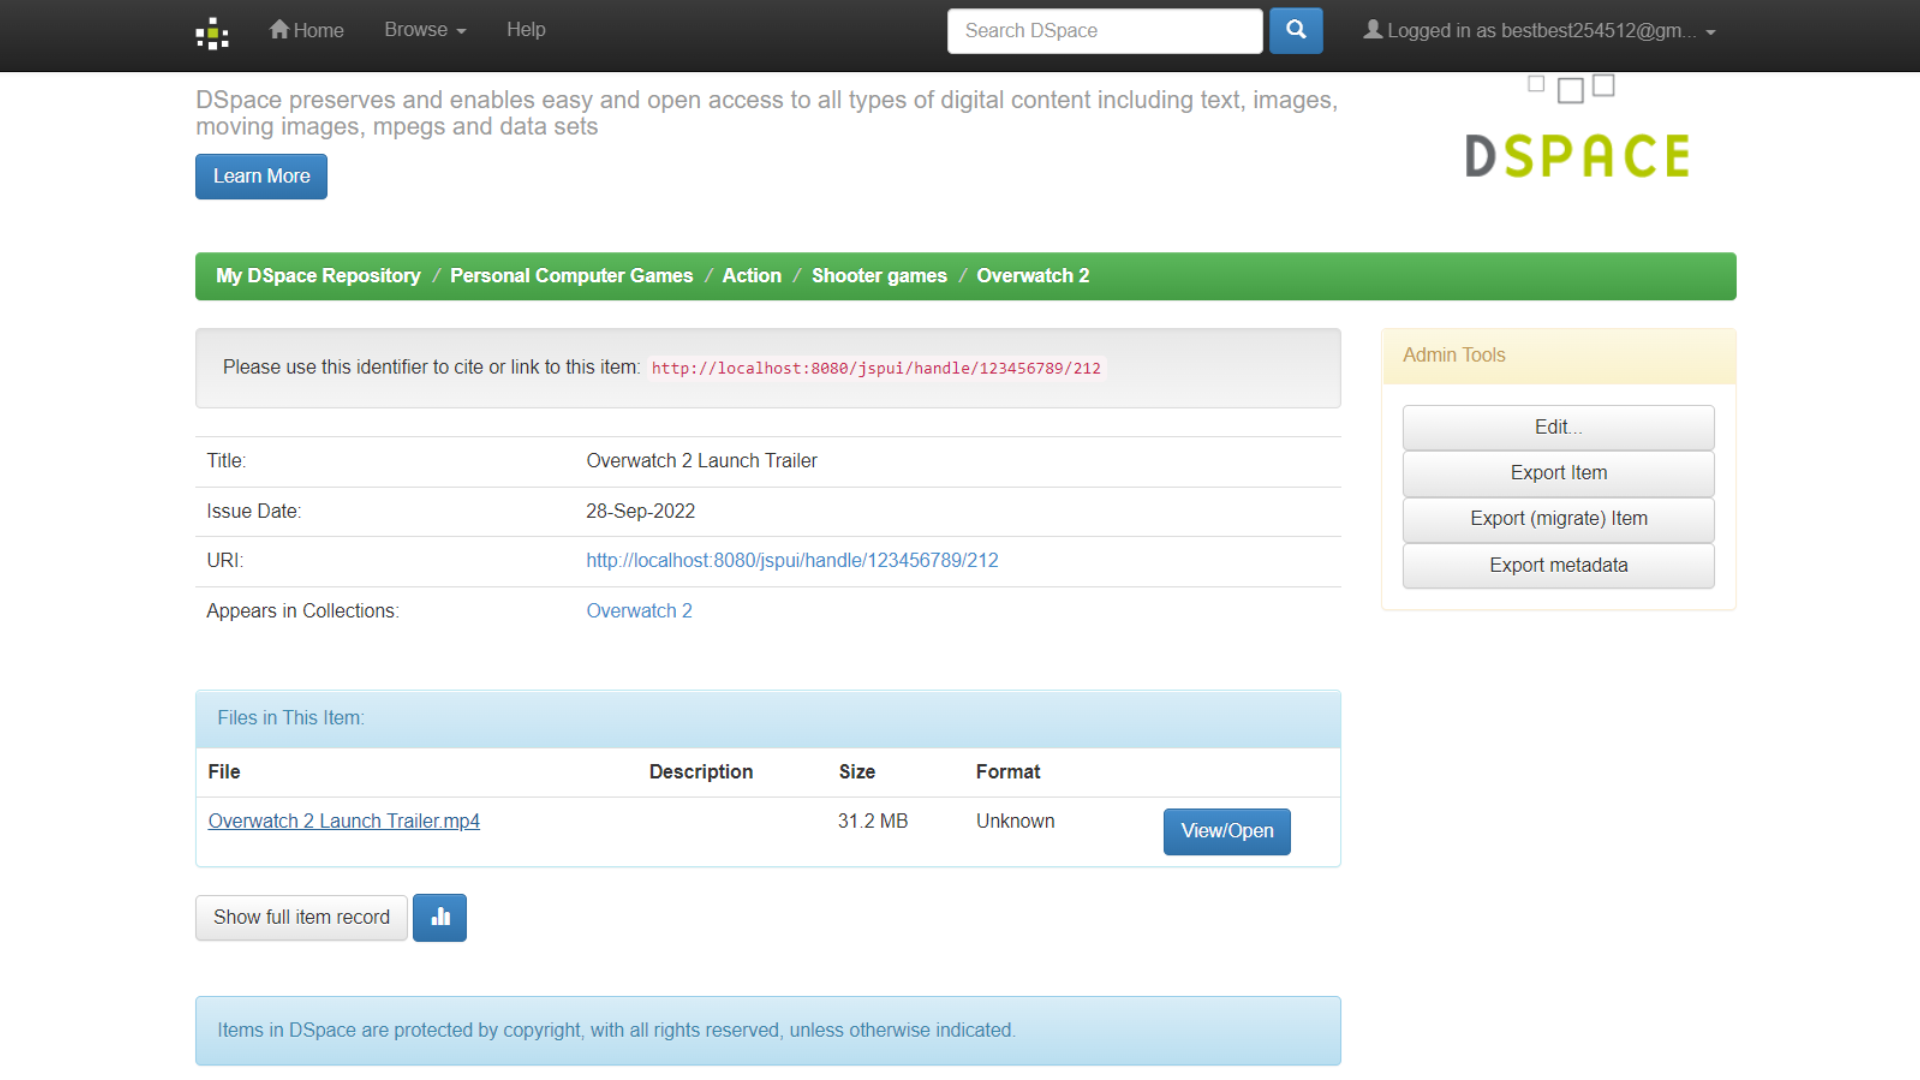 Home Browse Help Search DSpace Logged in as bestbest254512@gm...
DSpace preserves and enables easy and open access to all types of digital content including text, images,
moving images, mpegs and data sets
Learn More
DSPACE
My DSpace Repository / Personal Computer Games / Action / Shooter games / Overwatch 2
Please use this identifier to cite or link to this item: http://localhost:8080/jspui/handle/123456789/212
Title: Overwatch 2 Launch Trailer
Issue Date: 28-Sep-2022
URI: http://localhost:8080/jspui/handle/123456789/212
Appears in Collections: Overwatch 2
Admin Tools
Edit...
Export Item
Export (migrate) Item
Export metadata
Files in This Item:
File Description Size Format
Overwatch 2 Launch Trailer.mp4 31.2 MB Unknown View/Open
Show full item record
Items in DSpace are protected by copyright, with all rights reserved, unless otherwise indicated.